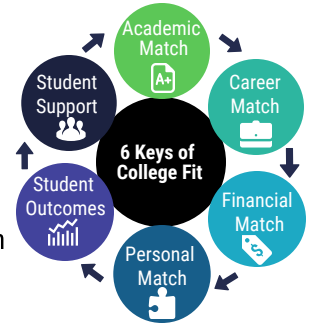 Academic
Match
A+
Career
Match
Financial
Match
$
Personal
Match
Student
Outcomes
Student
Support
6 Keys of
College Fit